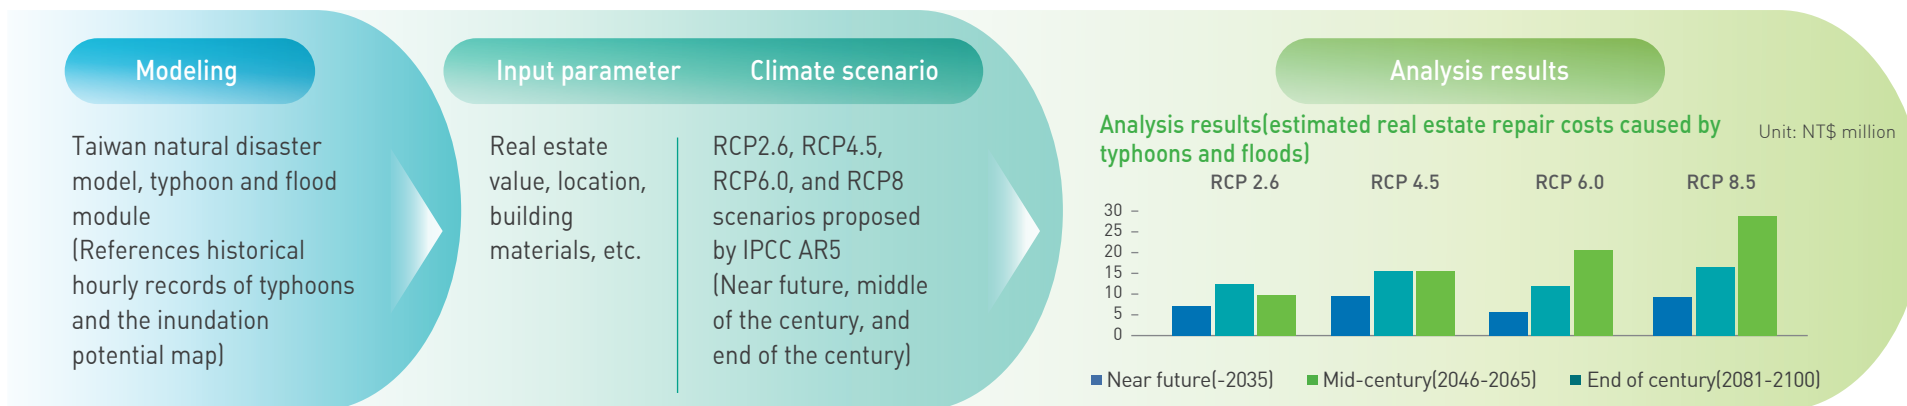 Modeling
Taiwan natural disaster
model, typhoon and flood
module
(References historical
hourly records of typhoons
and the inundation
potential map)
Input parameter
Real estate
value, location,
building
materials, etc.
Climate scenario
RCP2.6, RCP4.5,
RCP6.0, and RCP8
scenarios proposed
by IPCC AR5
(Near future, middle
of the century, and
end of the century)
Analysis results
Analysis results(estimated real estate repair costs caused by
typhoons and floods)
Unit: NT$ million
RCP 2.6 RCP 4.5 RCP 6.0 RCP 8.5
30
25
20
15
10
5
0
Near future(-2035) Mid-century(2046-2065) End of century(2081-2100)